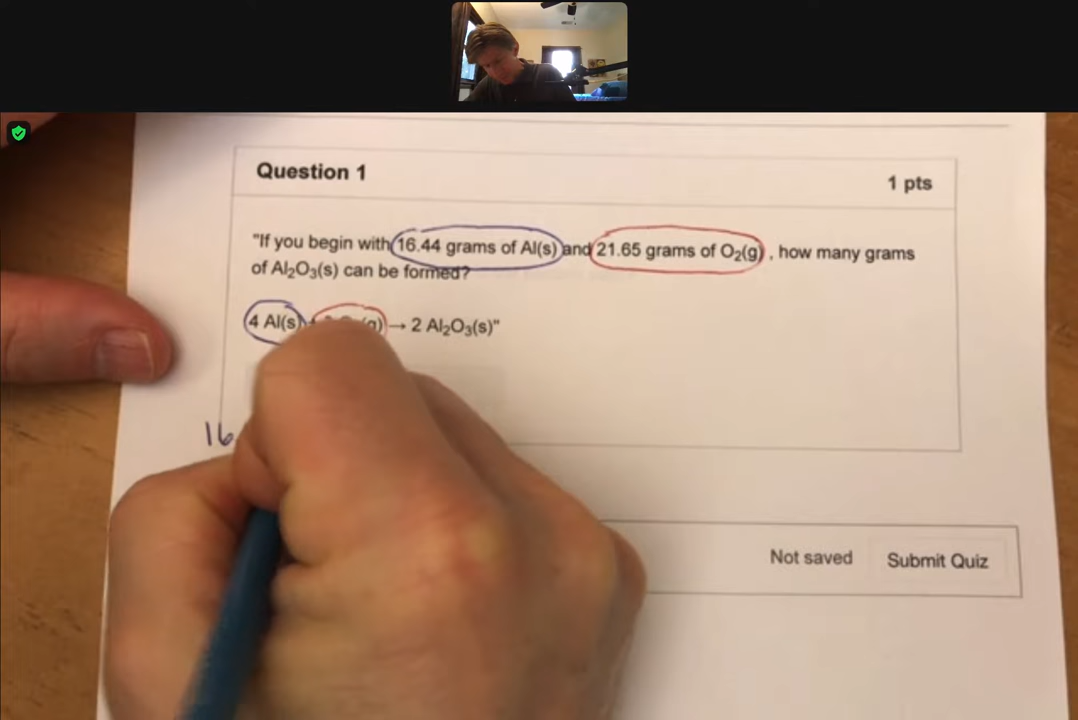 Question 1
1 pts
"If you begin with 16.44 grams of Al(s) and 21.65 grams of O₂(g) , how many grams
of Al₂O₃(s) can be formed?
4 Al(s) (g) → 2 Al₂O₃(s)"
16
Not saved
Submit Quiz